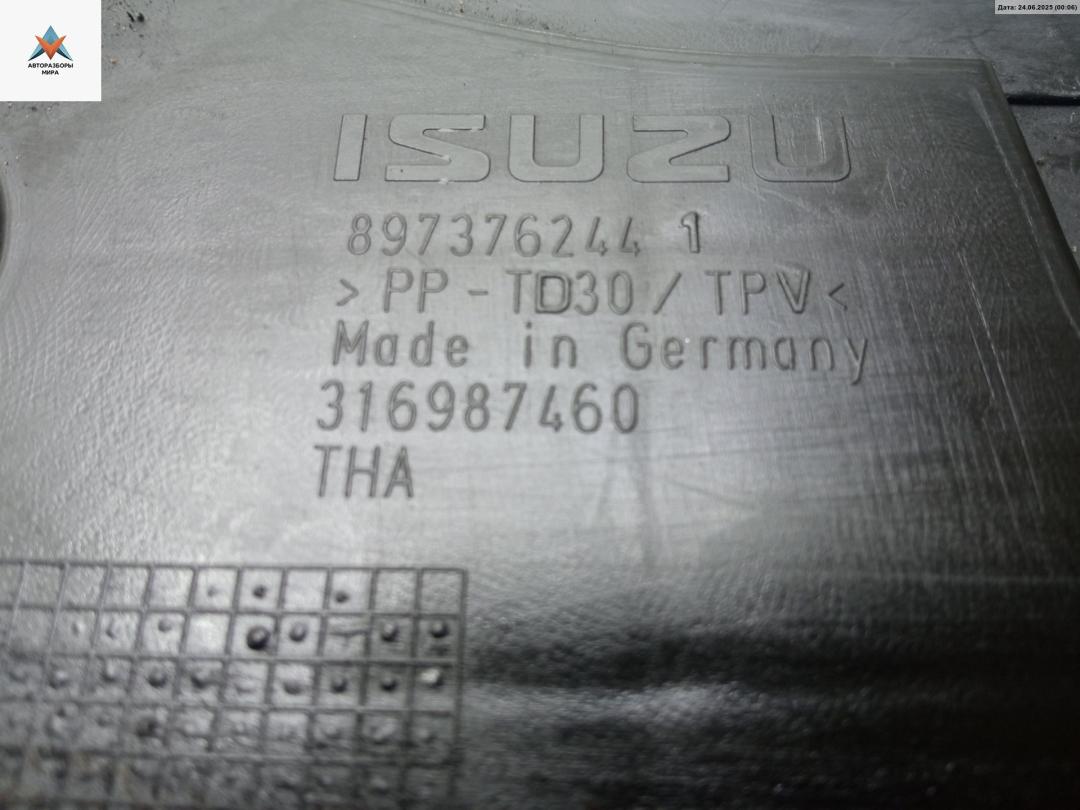 АВТОРАЗБОРЫ
МИРА
Дата: 24.06.2025 (00:06)
ISUZU
897376244 1
>PP-TD30/TPV<
Made in Germany
316987460
THA